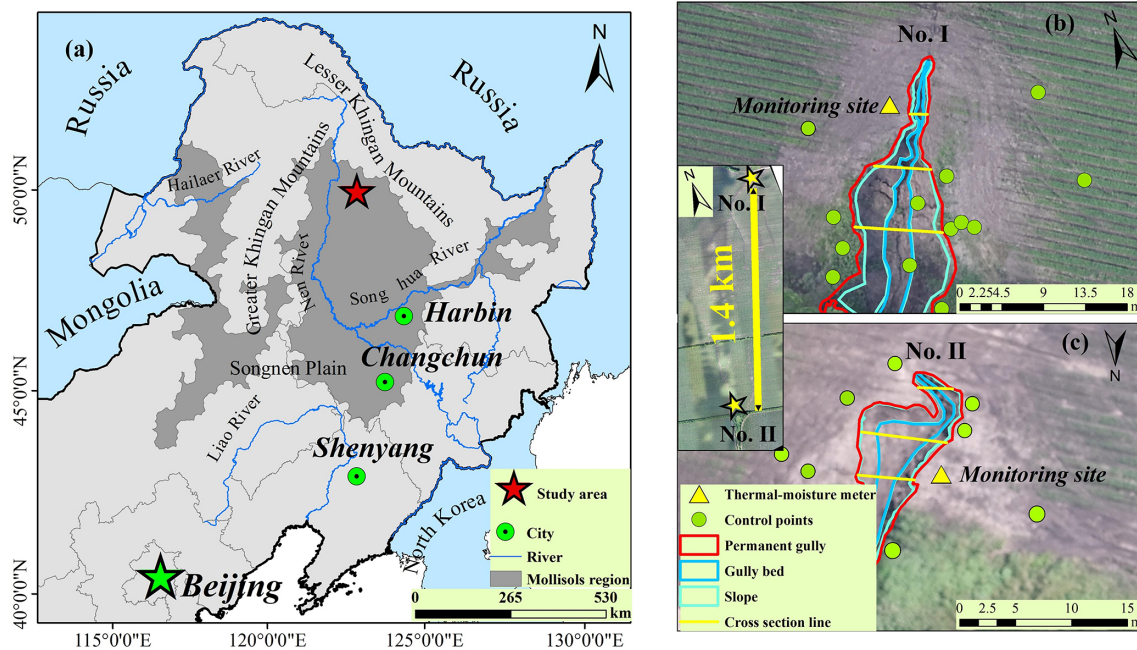 (a)
N
Russia
Russia
Lesser Khingan Mountains
Hailaer River
Greater Khingan Mountains
Nen River
Song hua River
Mongolia
Harbin
Changchun
Songnen Plain
Liao River
Shenyang
North Korea
Beijing
Study area
City
River
Mollisols region
0 265 530
km
50°0'0"N
45°0'0"N
40°0'0"N
115°0'0"E
120°0'0"E
125°0'0"E
130°0'0"E
(b)
No. I
N
Monitoring site
0 2.254.5 9 13.5 18
m
N
No. I
1.4 km
No. II
(c)
No. II
N
Monitoring site
Thermal-moisture meter
Control points
Permanent gully
Gully bed
Slope
Cross section line
0 2.5 5 10 15
m